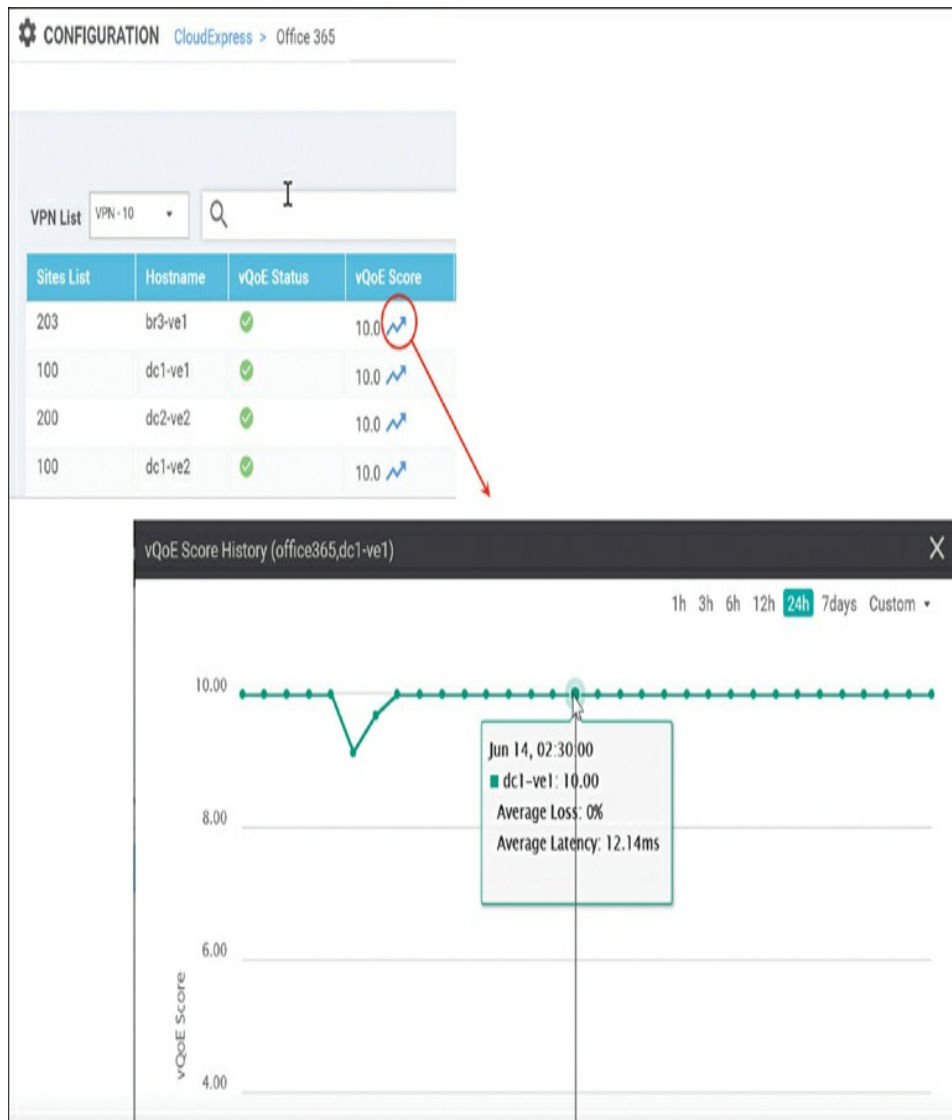 CONFIGURATION CloudExpress > Office 365
VPN List VPN - 10
Sites List Hostname vQoE Status vQoE Score
203 br3-ve1 10.0
100 dc1-ve1 10.0
200 dc2-ve2 10.0
100 dc1-ve2 10.0
vQoE Score History (office365,dc1-ve1) X
1h 3h 6h 12h 24h 7days Custom
10.00
Jun 14, 02:30:00
dc1-ve1: 10.00
Average Loss: 0%
Average Latency: 12.14ms
8.00
6.00
vQoE Score
4.00